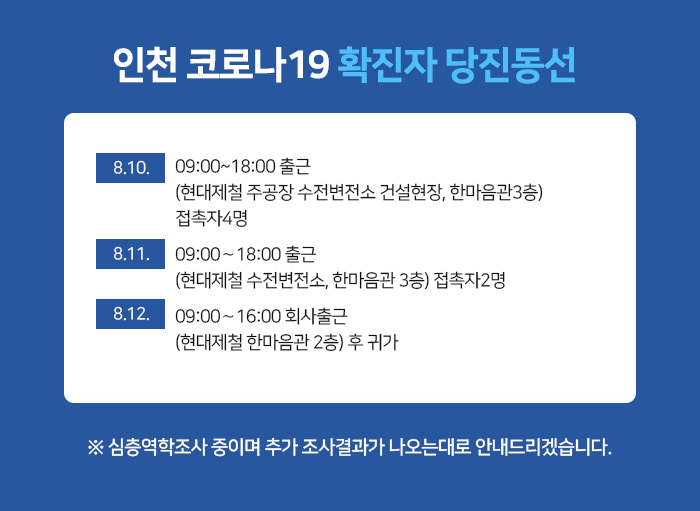 인천 코로나19 확진자 당진동선
8.10.
09:00~18:00 출근
(현대제철 주공장 수전변전소 건설현장, 한마음관3층)
접촉자4명
8.11.
09:00 ~ 18:00 출근
(현대제철 수전변전소, 한마음관 3층) 접촉자2명
8.12.
09:00 ~ 16:00 회사출근
(현대제철 한마음관 2층) 후 귀가
※ 심층역학조사 중이며 추가 조사결과가 나오는대로 안내드리겠습니다.